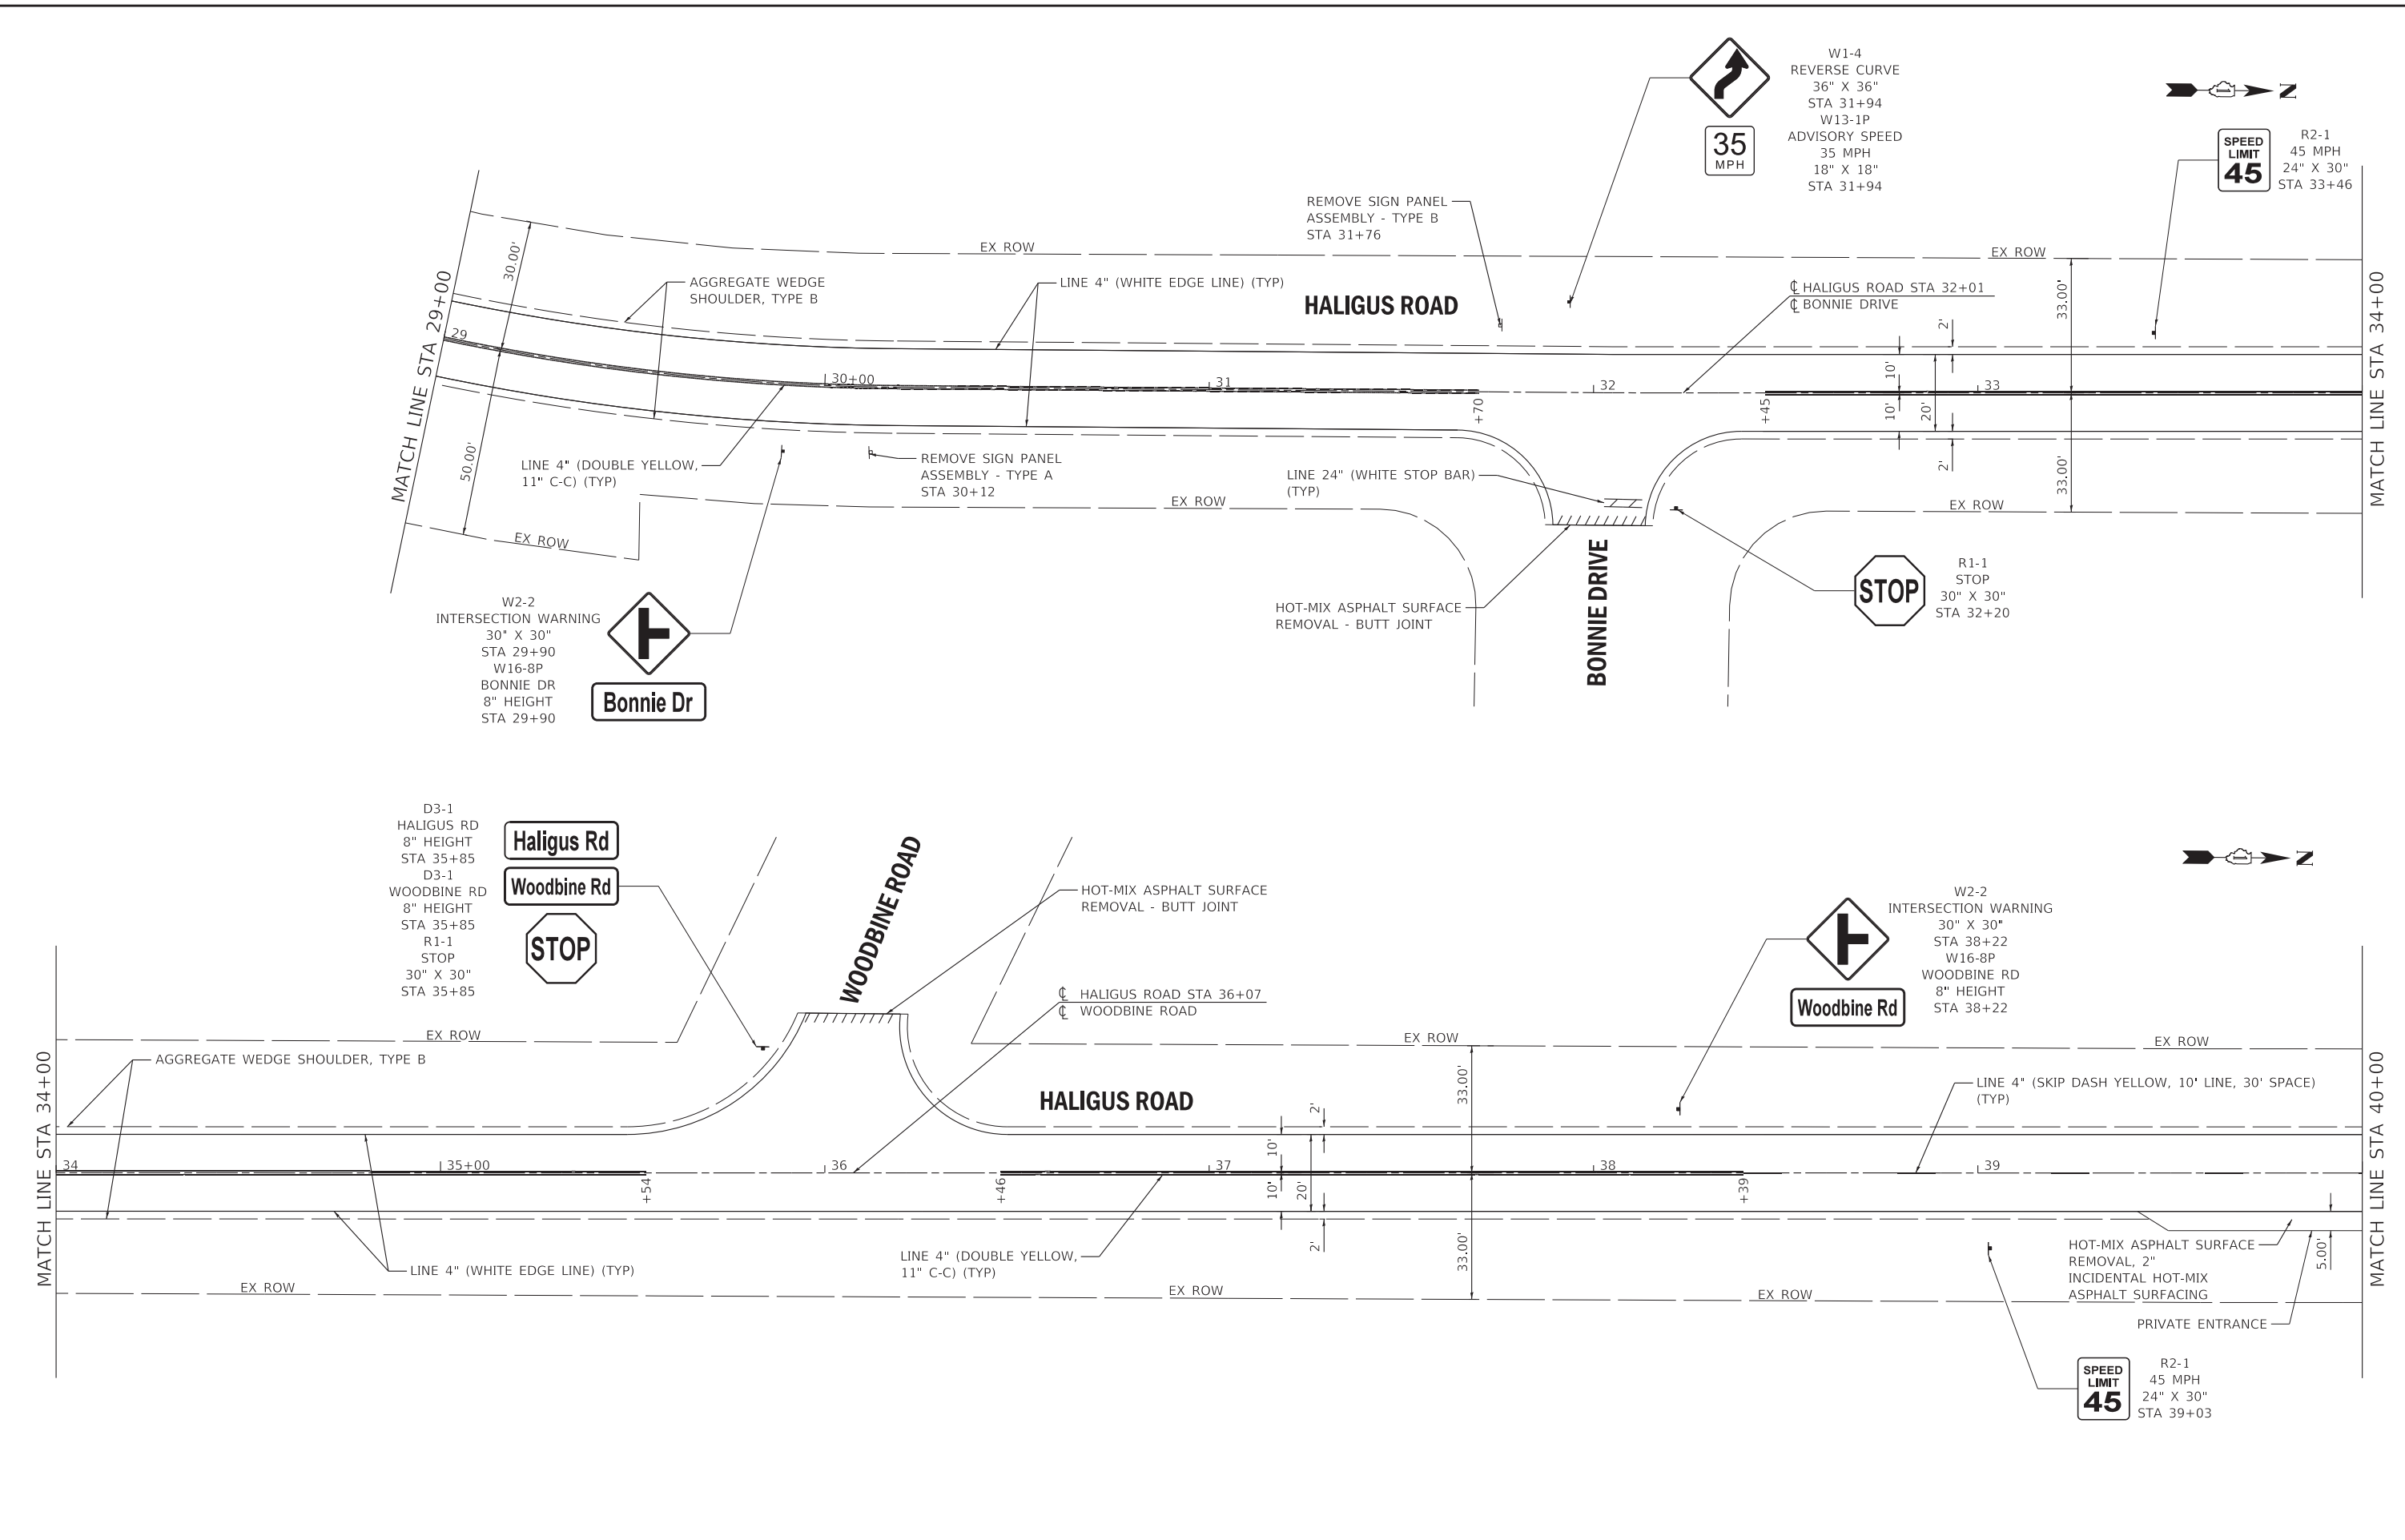 W1-4
REVERSE CURVE
36" X 36"
STA 31+94
W13-1P
ADVISORY SPEED
35 MPH
18" X 18"
STA 31+94
35
MPH
N
SPEED
LIMIT
45
R2-1
45 MPH
24" X 30"
STA 33+46
REMOVE SIGN PANEL
ASSEMBLY - TYPE B
STA 31+76
EX ROW
EX ROW
30.00'
AGGREGATE WEDGE
SHOULDER, TYPE B
LINE 4" (WHITE EDGE LINE) (TYP)
HALIGUS ROAD
℄ HALIGUS ROAD STA 32+01
℄ BONNIE DRIVE
33.00'
2'
MATCH LINE STA 29+00
MATCH LINE STA 34+00
29
30+00
31
32
33
10'
10'
20'
+70
+45
50.00'
2'
33.00'
LINE 4" (DOUBLE YELLOW,
11" C-C) (TYP)
REMOVE SIGN PANEL
ASSEMBLY - TYPE A
STA 30+12
LINE 24" (WHITE STOP BAR)
(TYP)
EX ROW
EX ROW
EX ROW
BONNIE DRIVE
HOT-MIX ASPHALT SURFACE
REMOVAL - BUTT JOINT
STOP
R1-1
STOP
30" X 30"
STA 32+20
W2-2
INTERSECTION WARNING
30" X 30"
STA 29+90
W16-8P
BONNIE DR
8" HEIGHT
STA 29+90
Bonnie Dr
D3-1
HALIGUS RD
8" HEIGHT
STA 35+85
D3-1
WOODBINE RD
8" HEIGHT
STA 35+85
R1-1
STOP
30" X 30"
STA 35+85
Haligus Rd
Woodbine Rd
STOP
WOODBINE ROAD
HOT-MIX ASPHALT SURFACE
REMOVAL - BUTT JOINT
N
W2-2
INTERSECTION WARNING
30" X 30"
STA 38+22
W16-8P
WOODBINE RD
8" HEIGHT
STA 38+22
Woodbine Rd
℄ HALIGUS ROAD STA 36+07
℄ WOODBINE ROAD
EX ROW
EX ROW
EX ROW
AGGREGATE WEDGE SHOULDER, TYPE B
HALIGUS ROAD
33.00'
LINE 4" (SKIP DASH YELLOW, 10' LINE, 30' SPACE)
(TYP)
MATCH LINE STA 34+00
MATCH LINE STA 40+00
2'
10'
34
35+00
36
37
38
39
+54
+46
10'
20'
+39
2'
33.00'
LINE 4" (DOUBLE YELLOW,
11" C-C) (TYP)
LINE 4" (WHITE EDGE LINE) (TYP)
EX ROW
EX ROW
EX ROW
HOT-MIX ASPHALT SURFACE
REMOVAL, 2"
INCIDENTAL HOT-MIX
ASPHALT SURFACING
5.00'
PRIVATE ENTRANCE
SPEED
LIMIT
45
R2-1
45 MPH
24" X 30"
STA 39+03